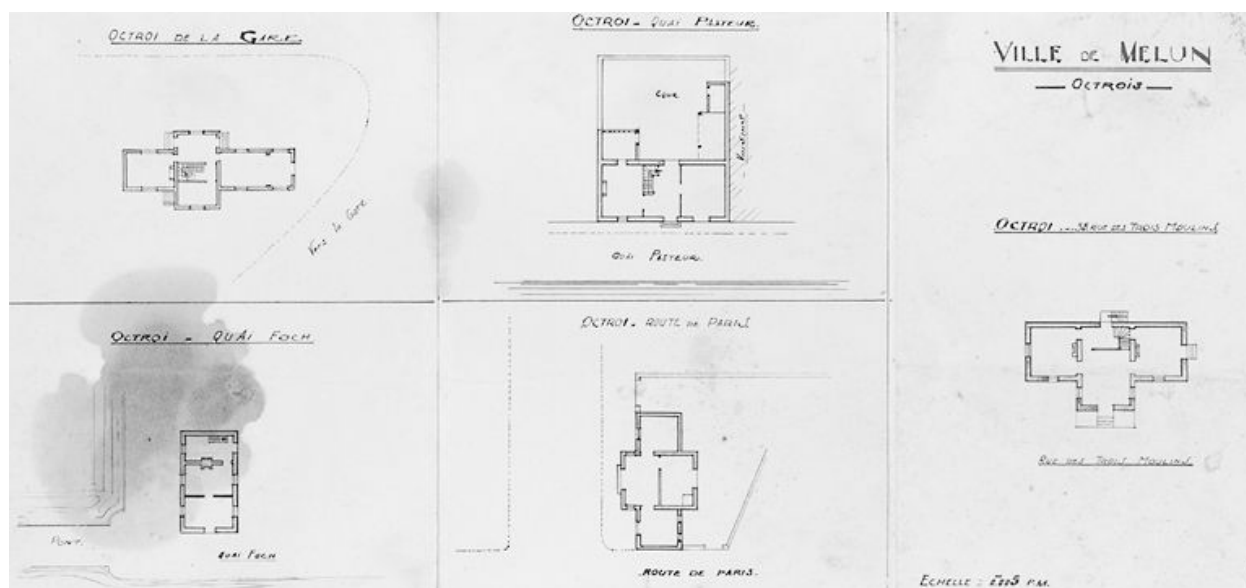 OCTROI DE LA GARE
Vers la Gare
OCTROI - QUAI PASTEUR
COUR
QUAI PASTEUR
VILLE DE MELUN
OCTROIS
OCTROI - QUAI FOCH
PONT.
QUAI FOCH
OCTROI - ROUTE DE PARIS
ROUTE DE PARIS.
OCTROI RUE DES TROIS MOULINS
RUE DES TROIS MOULINS
ECHELLE = 0.005 P.M.